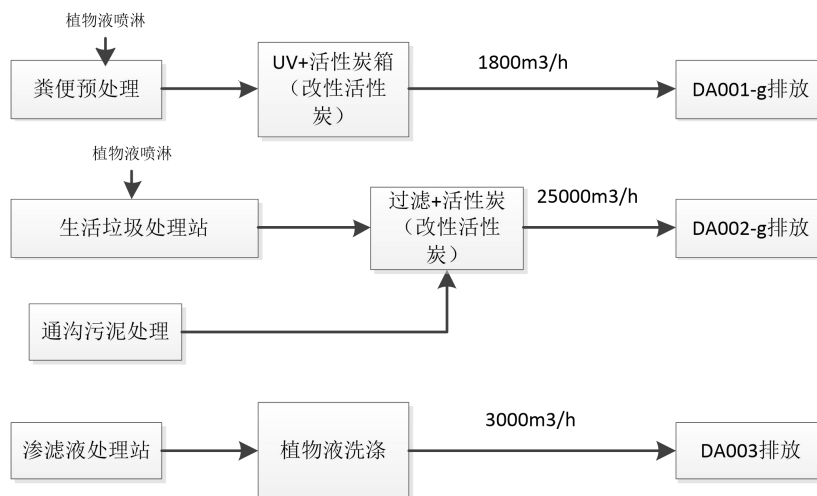 植物液喷淋
粪便预处理
UV+活性炭箱
（改性活性
炭）
1800m3/h
DA001-g排放
植物液喷淋
生活垃圾处理站
过滤+活性炭
（改性活性
炭）
25000m3/h
DA002-g排放
通沟污泥处理
渗滤液处理站
植物液洗涤
3000m3/h
DA003排放